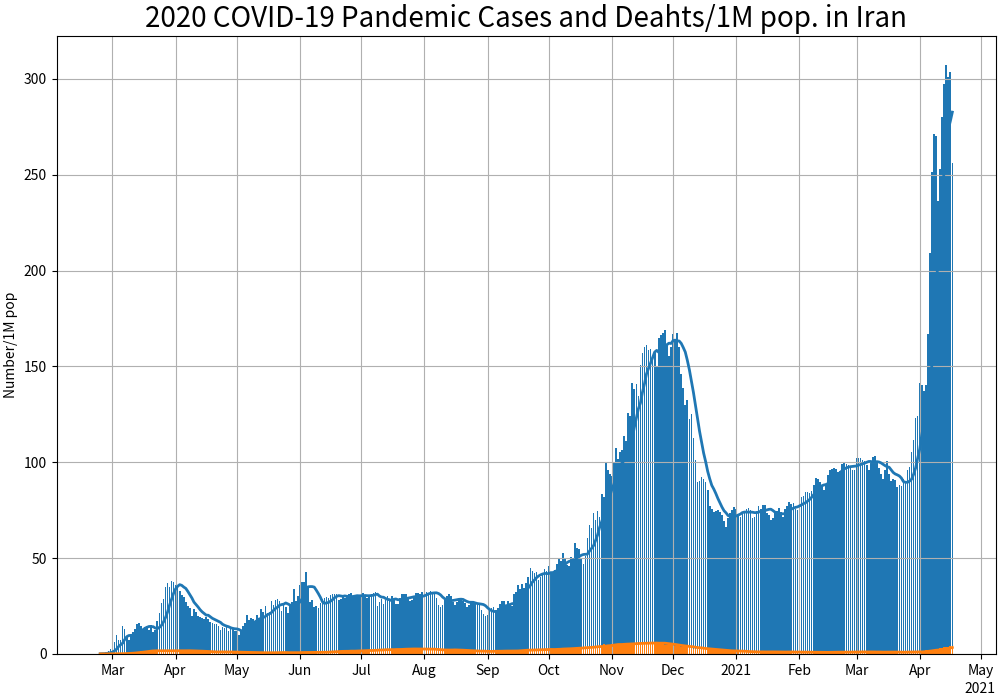 2020 COVID-19 Pandemic Cases and Deahts/1M pop. in Iran
Number/1M pop
300
250
200
150
100
50
0
Mar Apr May Jun Jul Aug Sep Oct Nov Dec 2021 Feb Mar Apr May
2021